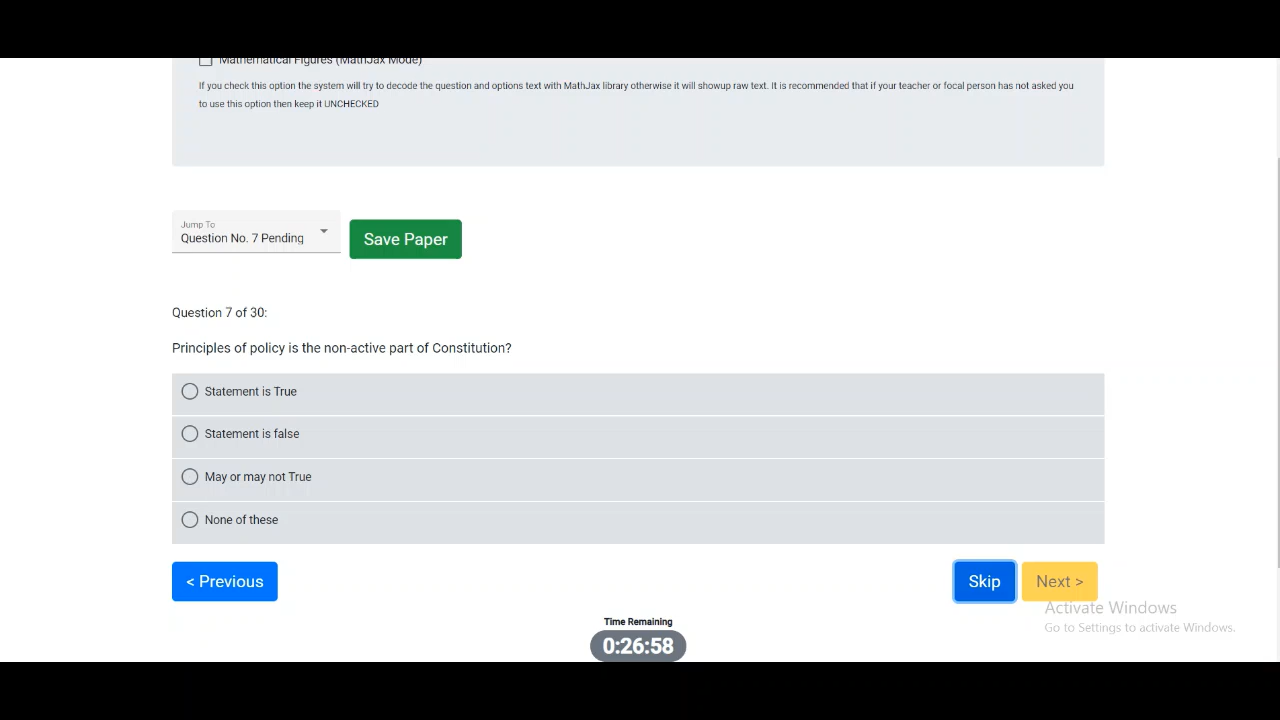 Mathematical Figures (MathJax Mode)
If you check this option the system will try to decode the question and options text with MathJax library otherwise it will showup raw text. It is recommended that if your teacher or focal person has not asked you
to use this option then keep it UNCHECKED
Jump To
Question No. 7 Pending
Save Paper
Question 7 of 30:
Principles of policy is the non-active part of Constitution?
Statement is True
Statement is false
May or may not True
None of these
< Previous
Skip
Next >
Activate Windows
Go to Settings to activate Windows.
Time Remaining
0:26:58